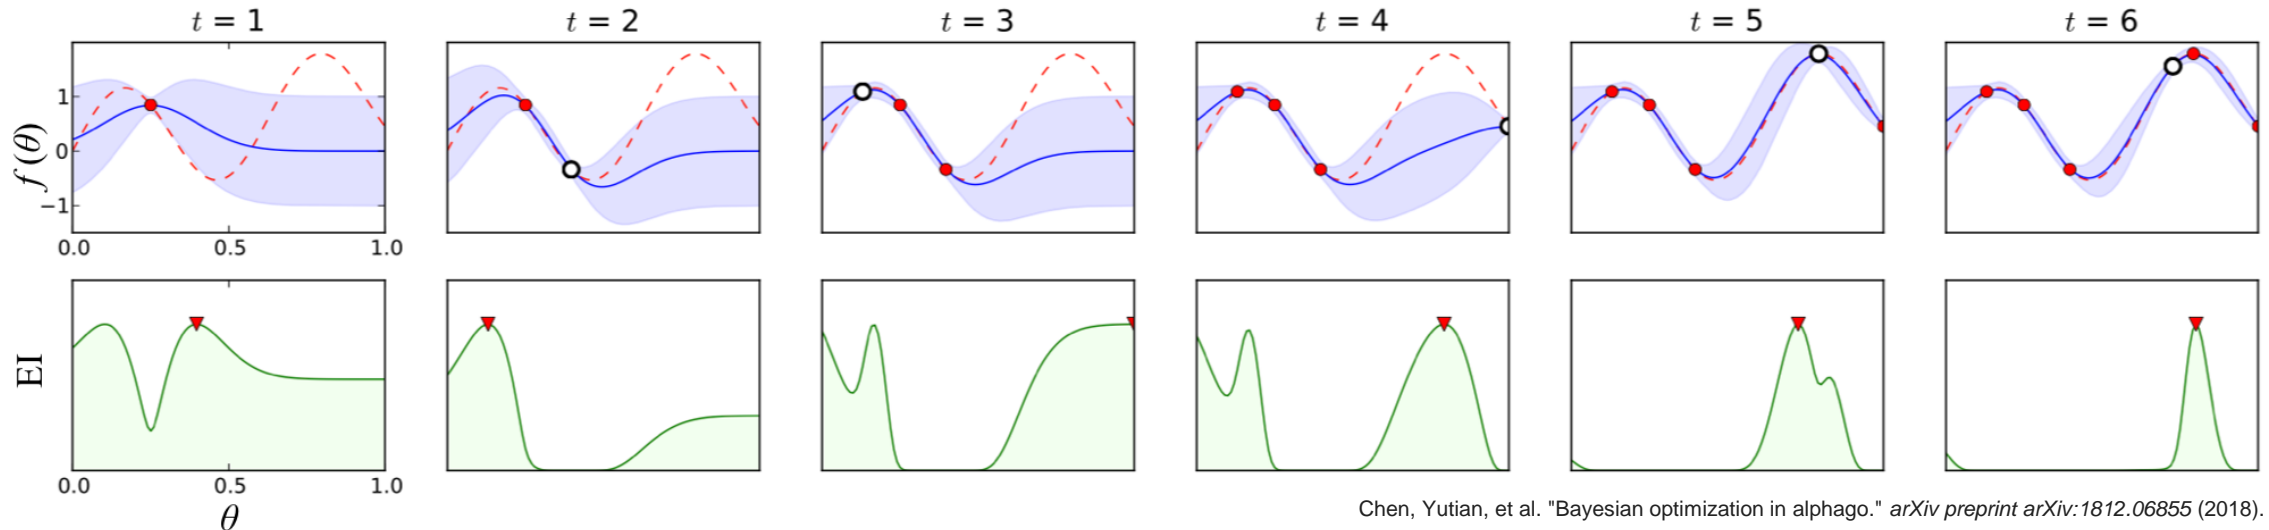 t = 1
t = 2
t = 3
t = 4
t = 5
t = 6
f(θ)
1
0
−1
0.0
0.5
1.0
EI
0.0
0.5
1.0
θ
Chen, Yutian, et al. "Bayesian optimization in alphago." arXiv preprint arXiv:1812.06855 (2018).